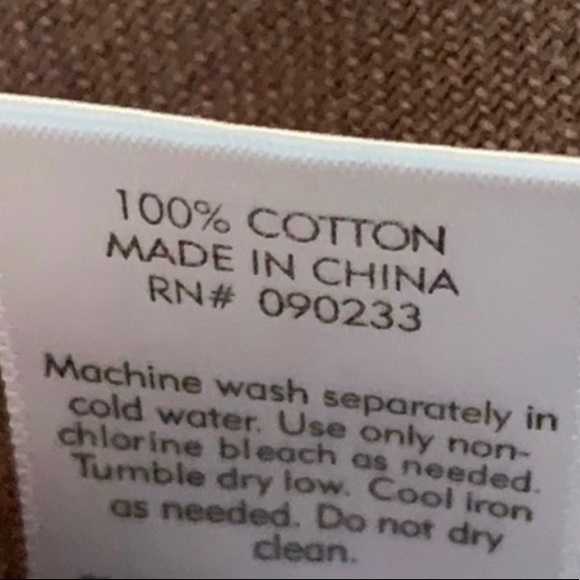 100% COTTON
MADE IN CHINA
RN# 090233
Machine wash separately in
cold water. Use only non-
chlorine bleach as needed.
Tumble dry low. Cool iron
as needed. Do not dry
clean.